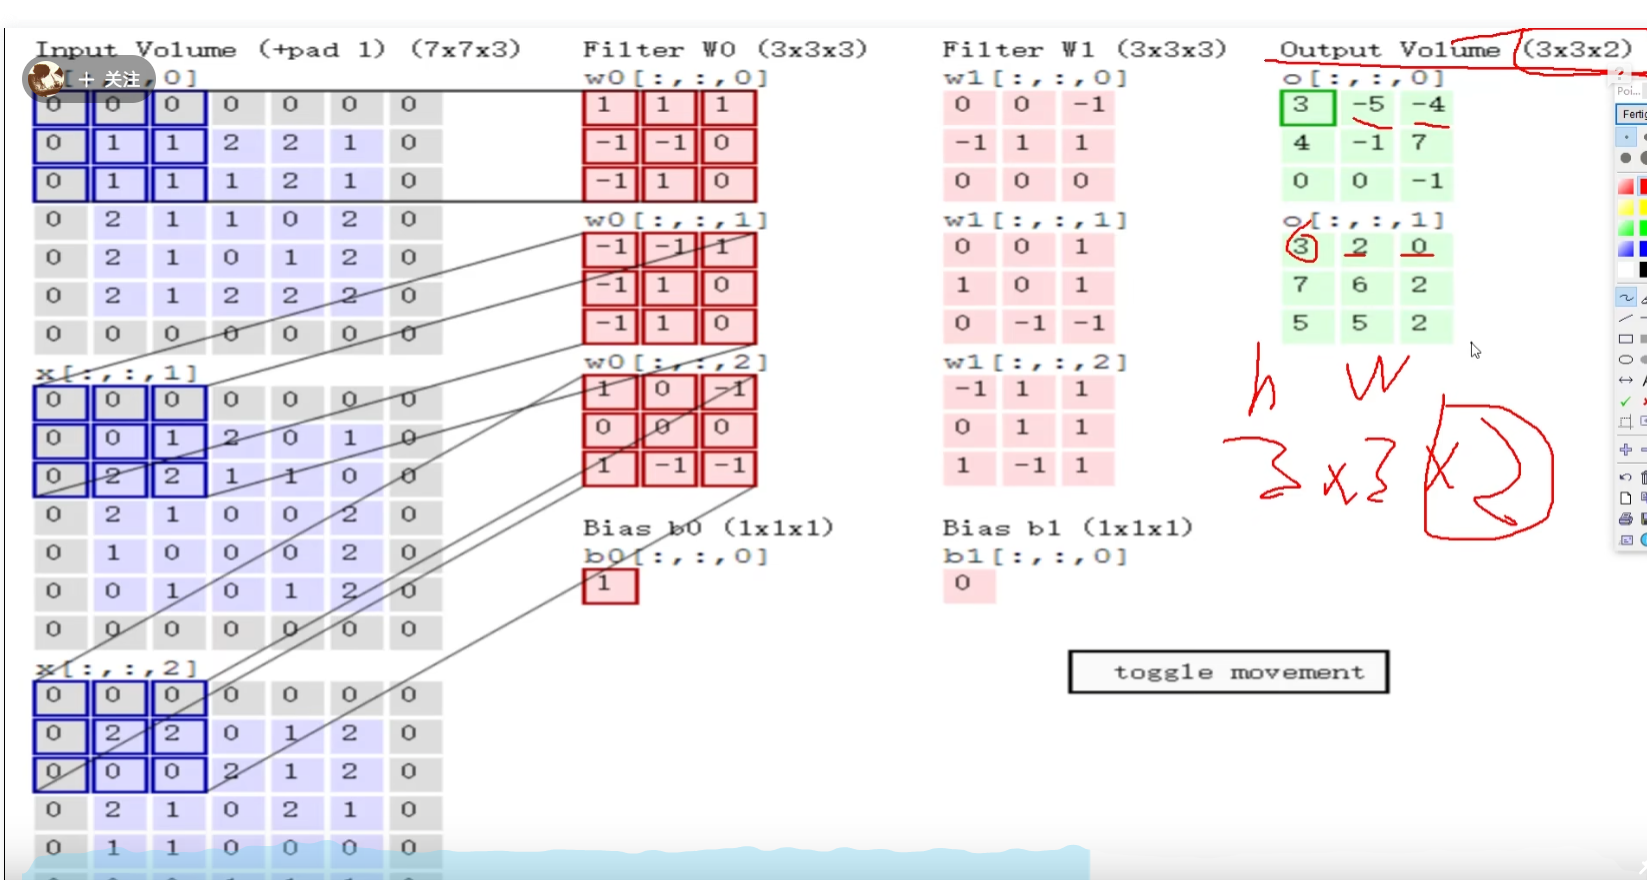 Input Volume (+pad 1) (7x7x3)
+ 关注
,0]
0 0 0 0 0 0 0
0 1 1 2 2 1 0
0 1 1 1 2 1 0
0 2 1 1 0 2 0
0 2 1 0 1 2 0
0 2 1 2 2 2 0
0 0 0 0 0 0 0
x[:,:,1]
0 0 0 0 0 0 0
0 0 1 2 0 1 0
0 2 2 1 1 0 0
0 2 1 0 0 2 0
0 1 0 0 0 2 0
0 0 1 0 1 2 0
0 0 0 0 0 0 0
x[:,:,2]
0 0 0 0 0 0 0
0 2 2 0 1 2 0
0 0 0 2 1 2 0
0 2 1 0 2 1 0
0 1 1 0 0 0 0
Filter W0 (3x3x3)
w0[:,:,0]
1 1 1
-1 -1 0
-1 1 0
w0[:,:,1]
-1 -1 1
-1 1 0
-1 1 0
w0[:,:,2]
1 0 -1
0 0 0
1 -1 -1
Bias b0 (1x1x1)
b0[:,:,0]
1
Filter W1 (3x3x3)
w1[:,:,0]
0 0 -1
-1 1 1
0 0 0
w1[:,:,1]
0 0 1
1 0 1
0 -1 -1
w1[:,:,2]
-1 1 1
0 1 1
1 -1 1
Bias b1 (1x1x1)
b1[:,:,0]
0
toggle movement
Output Volume (3x3x2)
o[:,:,0]
3 -5 -4
4 -1 7
0 0 -1
o[:,:,1]
3 2 0
7 6 2
5 5 2
h w
3 x 3 x 2
Poi...
Fertig